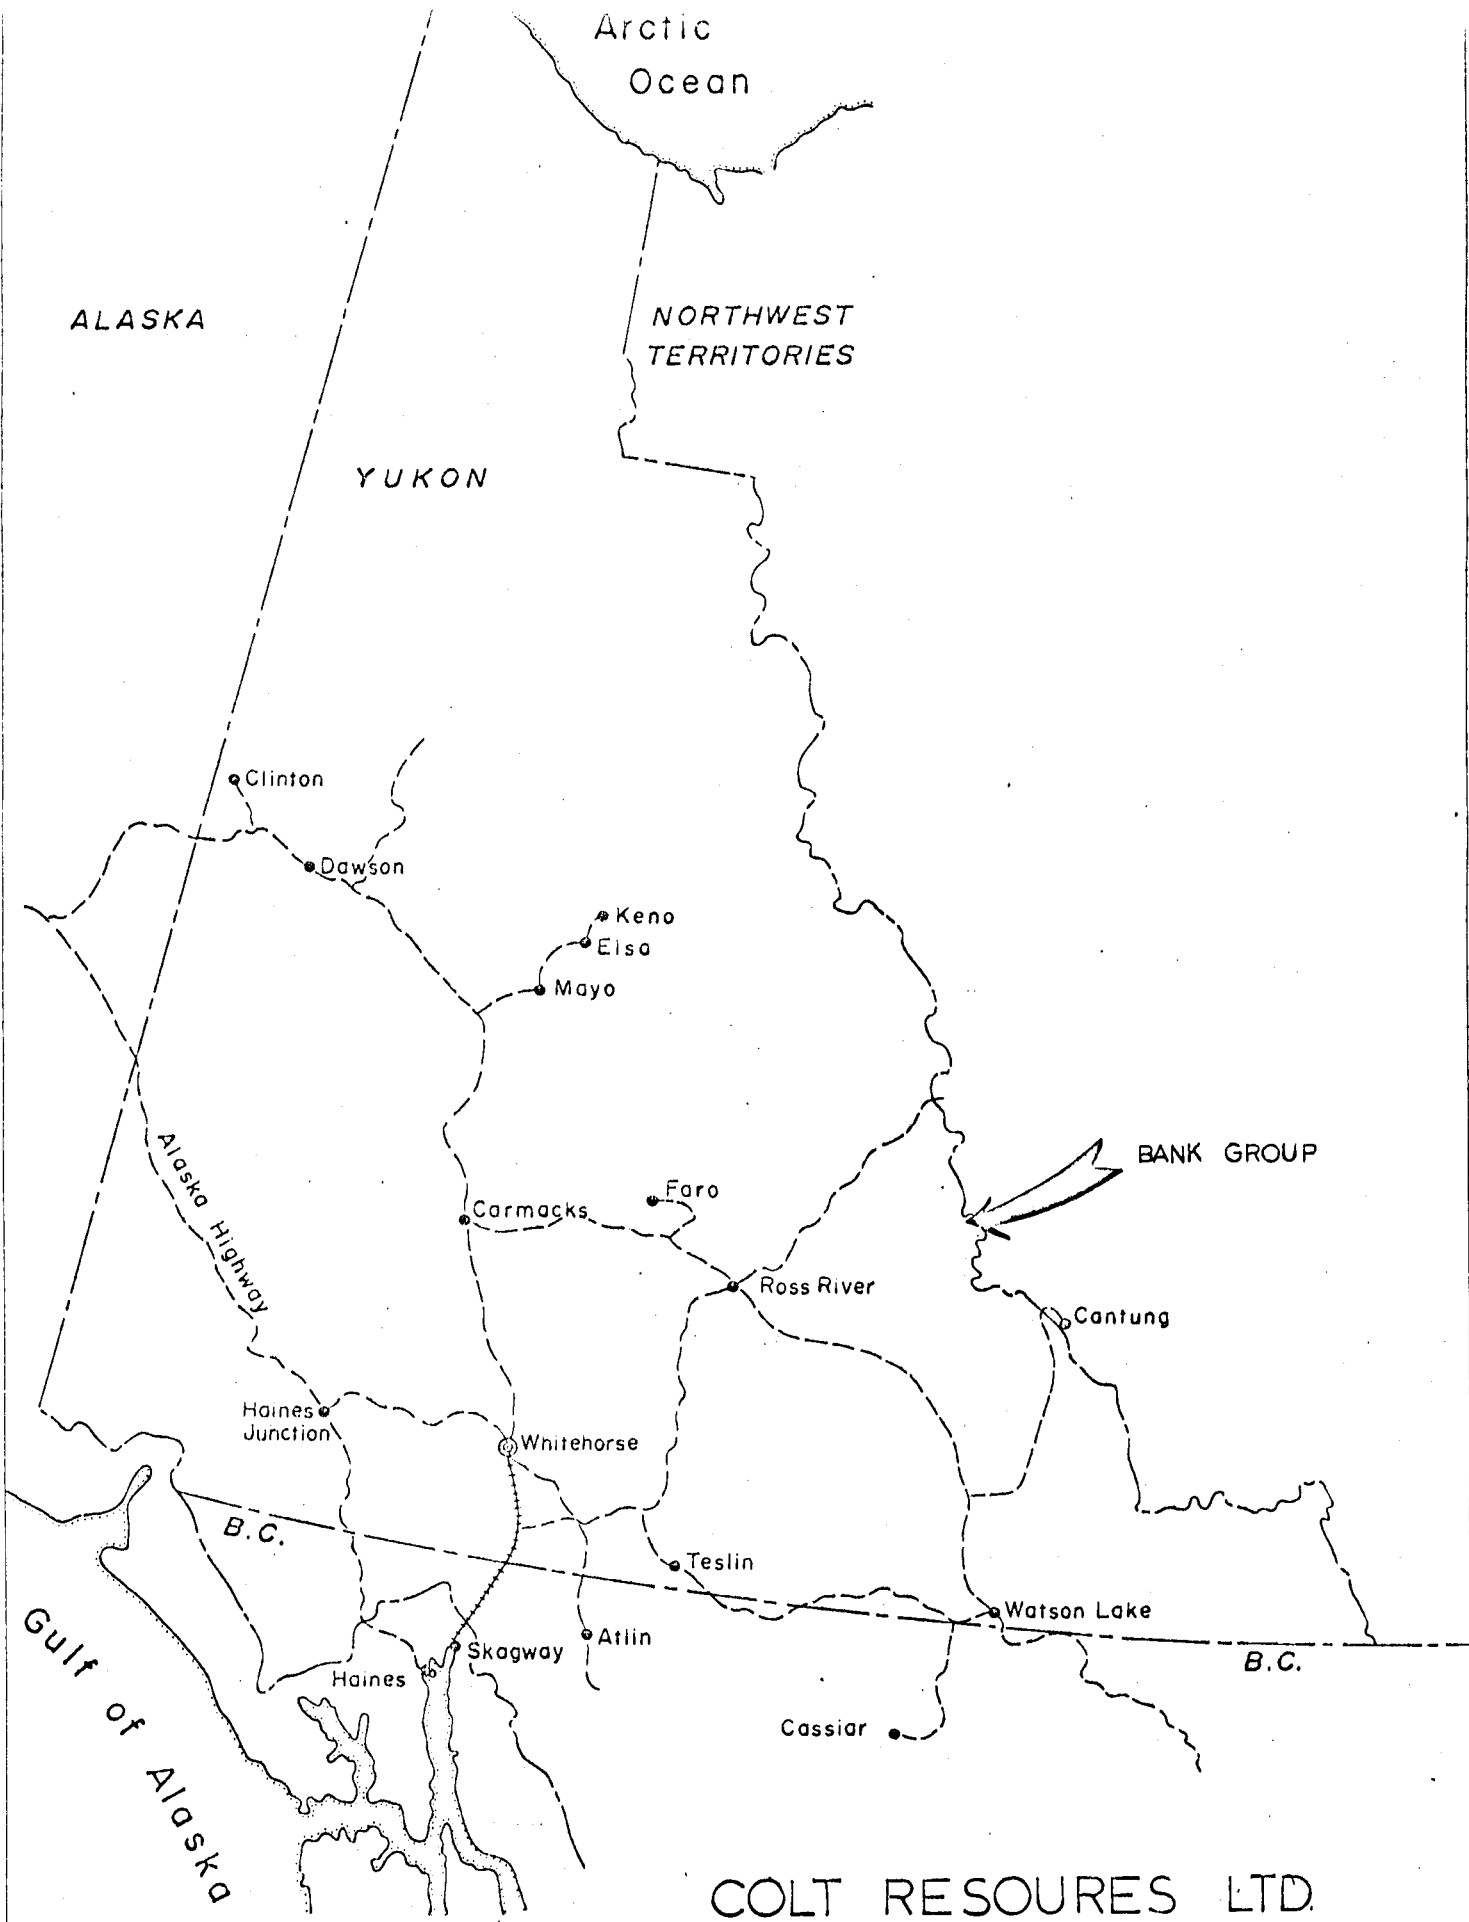 Arctic
Ocean
ALASKA
NORTHWEST
TERRITORIES
YUKON
Clinton
Dawson
Keno
Elsa
Mayo
Alaska Highway
BANK GROUP
Faro
Carmacks
Ross River
Cantung
Haines
Junction
Whitehorse
B.C.
Teslin
Watson Lake
Atlin
Skagway
Haines
B.C.
Gulf of Alaska
Cassiar
COLT RESOURES LTD.